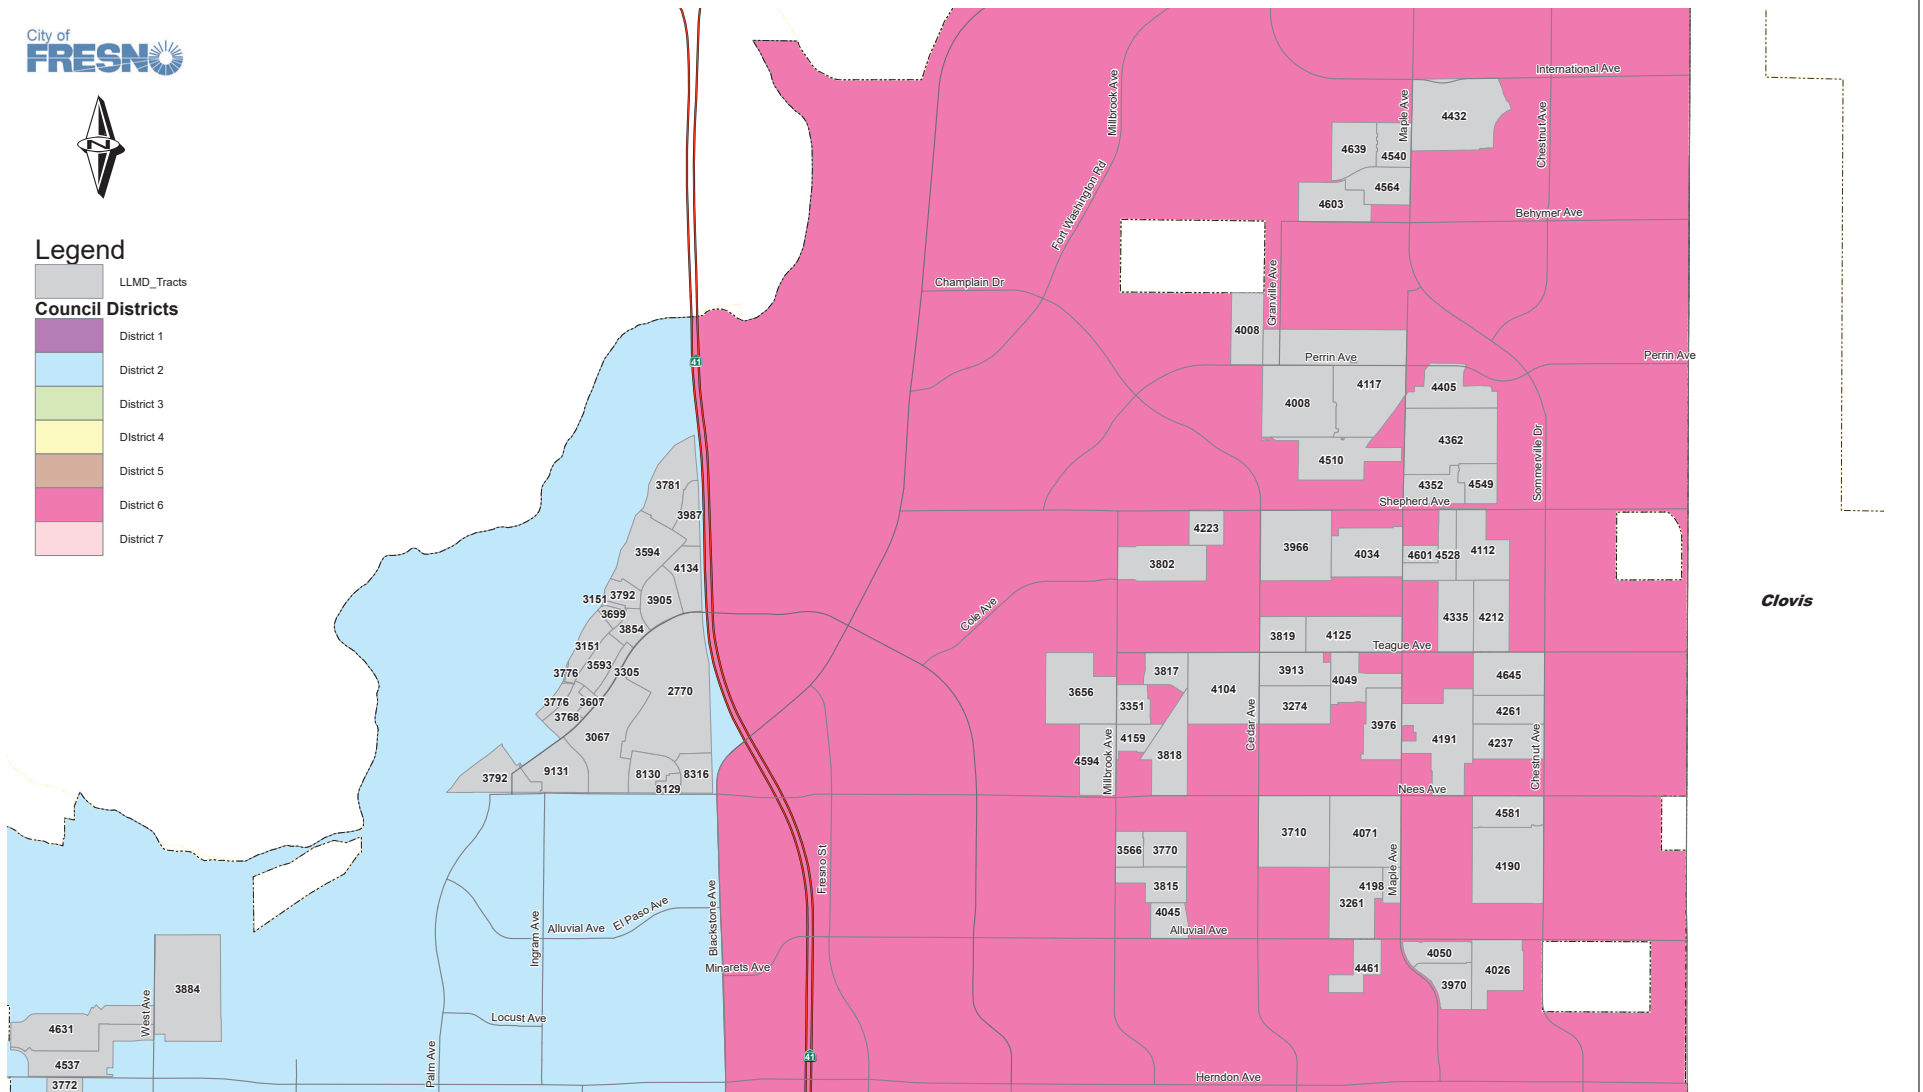 City of
FRESNO
N
Legend
LLMD_Tracts
Council Districts
District 1
District 2
District 3
DIstrict 4
District 5
District 6
District 7
International Ave
Millbrook Ave
Maple Ave
Chestnut Ave
4432
4639
4540
4564
4603
Fort Washington Rd
Behymer Ave
Champlain Dr
Granville Ave
4008
Perrin Ave
Perrin Ave
41
4117
4405
4008
4362
4510
Sommerville Dr
4352
4549
Shepherd Ave
3781
3987
3594
4134
3792
3151
3905
3699
3854
3151
3593
3776
3305
2770
3776
3607
3768
3067
3792
9131
8130
8316
8129
4223
3966
4034
4601
4528
4112
3802
Cole Ave
4335
4212
3819
4125
Teague Ave
Clovis
3817
3913
4049
4645
3656
4104
3351
3274
4261
3976
4159
4191
4237
Cedar Ave
3818
4594
Millbrook Ave
Chestnut Ave
Nees Ave
3710
4071
4581
3566
3770
Maple Ave
Fresno St
4190
3815
4198
3261
4045
Alluvial Ave
Blackstone Ave
El Paso Ave
Alluvial Ave
Ingram Ave
Minarets Ave
4461
4050
4026
3970
3884
West Ave
Locust Ave
4631
4537
3772
Palm Ave
41
Herndon Ave